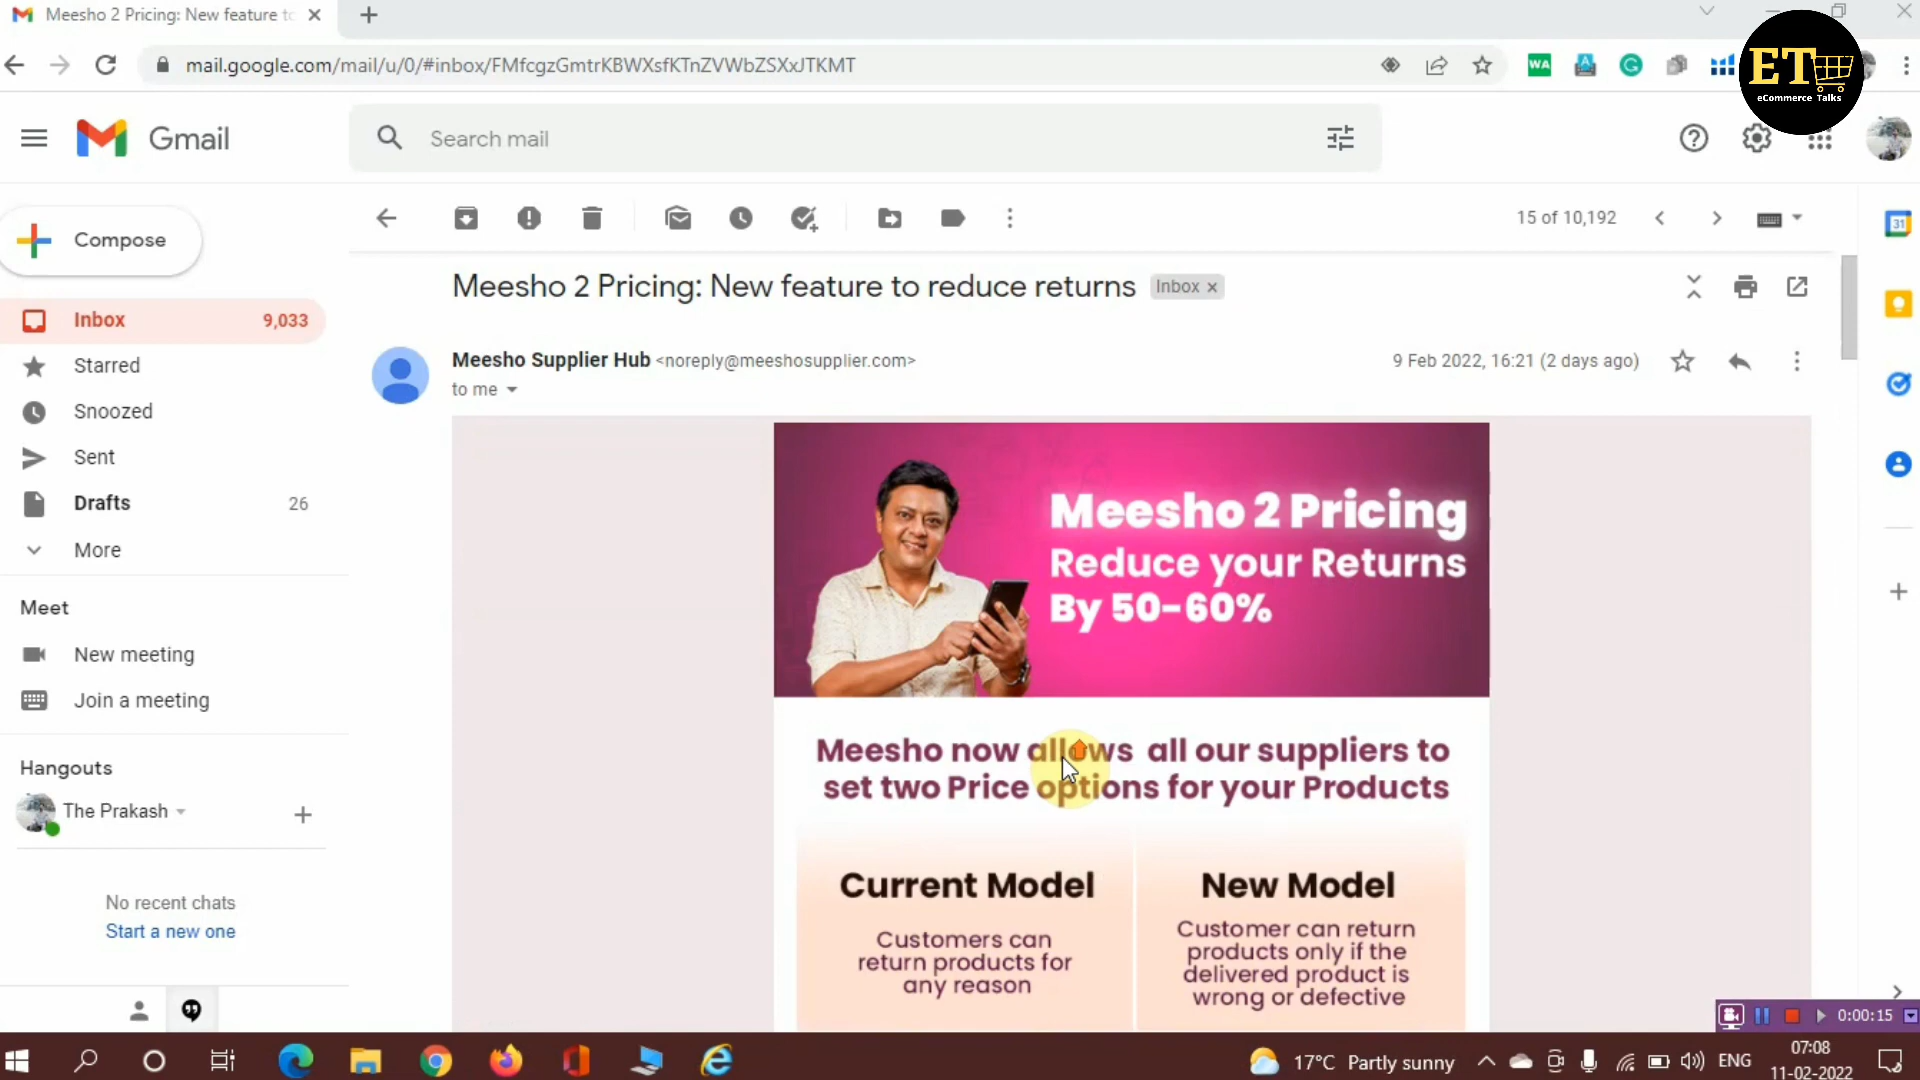 Meesho 2 Pricing: New feature to
mail.google.com/mail/u/0/#inbox/FMfcgzGmtrKBWXsfKTnZVWbZSXxJTKMT
WA
ET
eCommerce Talks
Gmail
Search mail
Compose
15 of 10,192
31
Meesho 2 Pricing: New feature to reduce returns
Inbox x
Inbox 9,033
Starred
Snoozed
Sent
Drafts 26
More
Meesho Supplier Hub <noreply@meeshosupplier.com>
9 Feb 2022, 16:21 (2 days ago)
to me
Meesho 2 Pricing
Reduce your Returns
By 50-60%
Meet
New meeting
Join a meeting
Hangouts
The Prakash
No recent chats
Start a new one
Meesho now allows all our suppliers to
set two Price options for your Products
Current Model
Customers can
return products for
any reason
New Model
Customer can return
products only if the
delivered product is
wrong or defective
0:00:15
17°C Partly sunny
ENG
07:08
11-02-2022